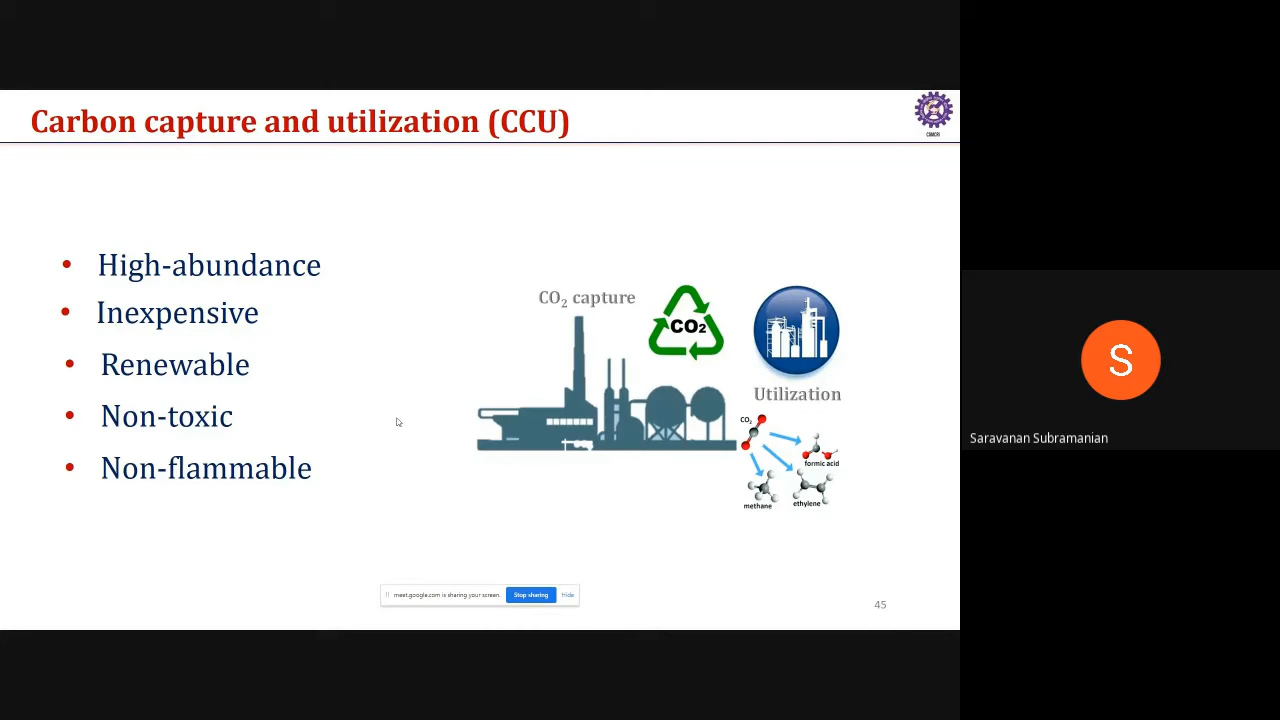 Carbon capture and utilization (CCU)
CSMCRI
• High-abundance
• Inexpensive
• Renewable
• Non-toxic
• Non-flammable
CO₂ capture
CO₂
Utilization
CO₂
formic acid
methane
ethylene
meet.google.com is sharing your screen.
Stop sharing
Hide
45
S
Saravanan Subramanian